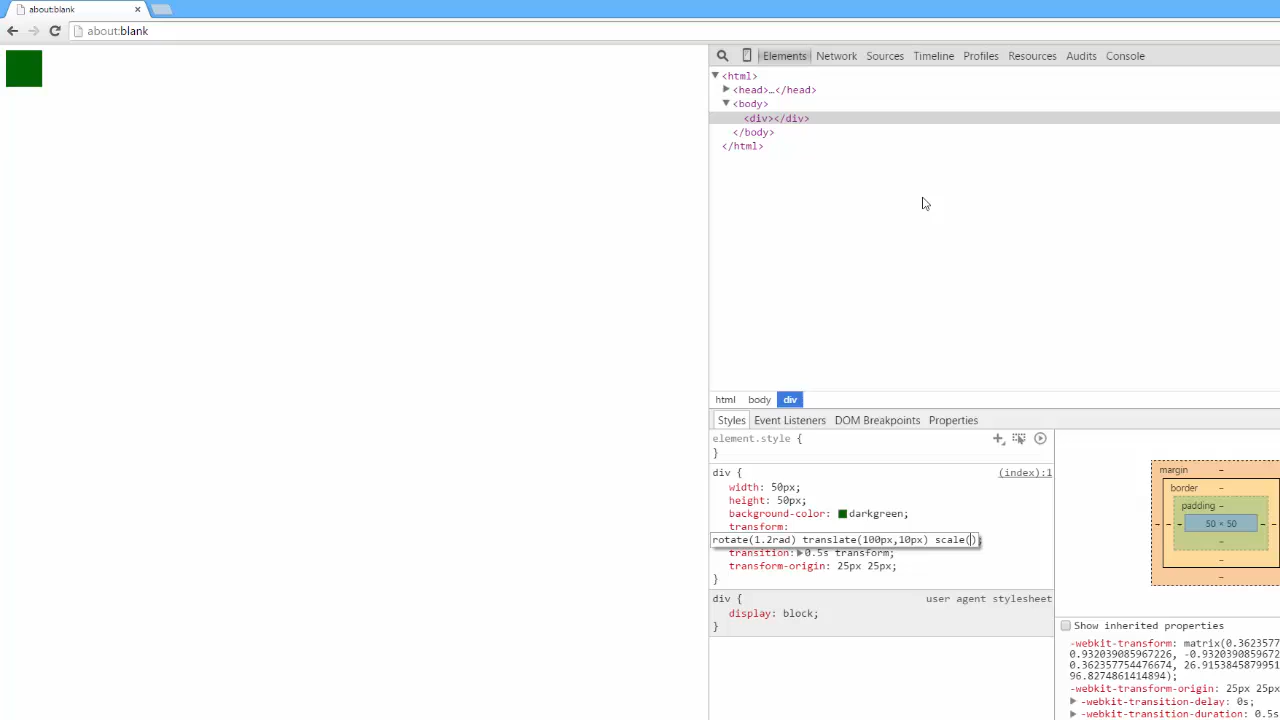 about:blank
about:blank
Elements Network Sources Timeline Profiles Resources Audits Console
<html>
<head>…</head>
<body>
<div></div>
</body>
</html>
html body div
Styles Event Listeners DOM Breakpoints Properties
element.style {
}
div { (index):1
width: 50px;
height: 50px;
background-color: darkgreen;
transform:
rotate(1.2rad) translate(100px,10px) scale();
transition: 0.5s transform;
transform-origin: 25px 25px;
}
div { user agent stylesheet
display: block;
}
margin –
border –
padding –
– – – 50 × 50 – –
–
–
–
Show inherited properties
-webkit-transform: matrix(0.3623577
0.932039085967226, -0.9320390859672
0.362357754476674, 26.9153845879951
96.8274861414894);
-webkit-transform-origin: 25px 25px
-webkit-transition-delay: 0s;
-webkit-transition-duration: 0.5s